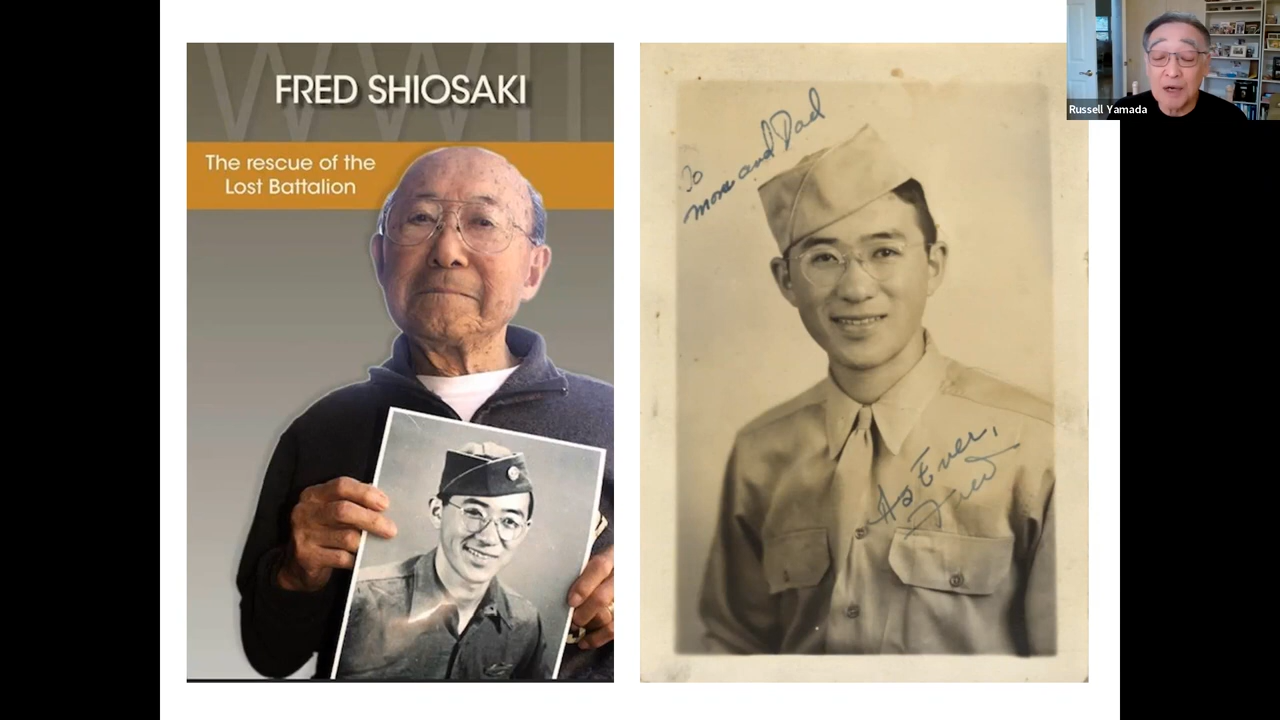 WWII
FRED SHIOSAKI
The rescue of the
Lost Battalion
To
Mom and Dad
As Ever,
Fred
Russell Yamada